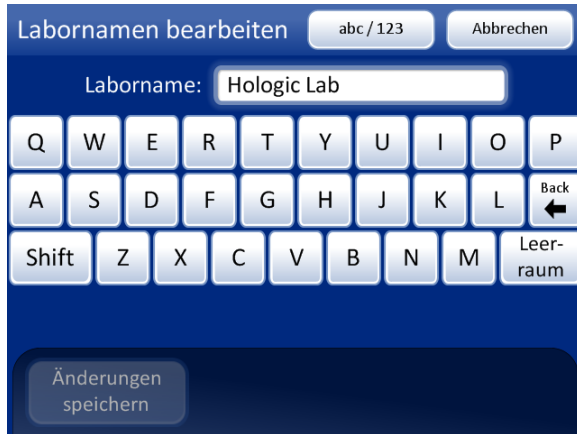 Labornamen bearbeiten abc / 123 Abbrechen
Laborname: Hologic Lab
Q W E R T Y U I O P
A S D F G H J K L Back
Shift Z X C V B N M Leer-
raum
Änderungen
speichern